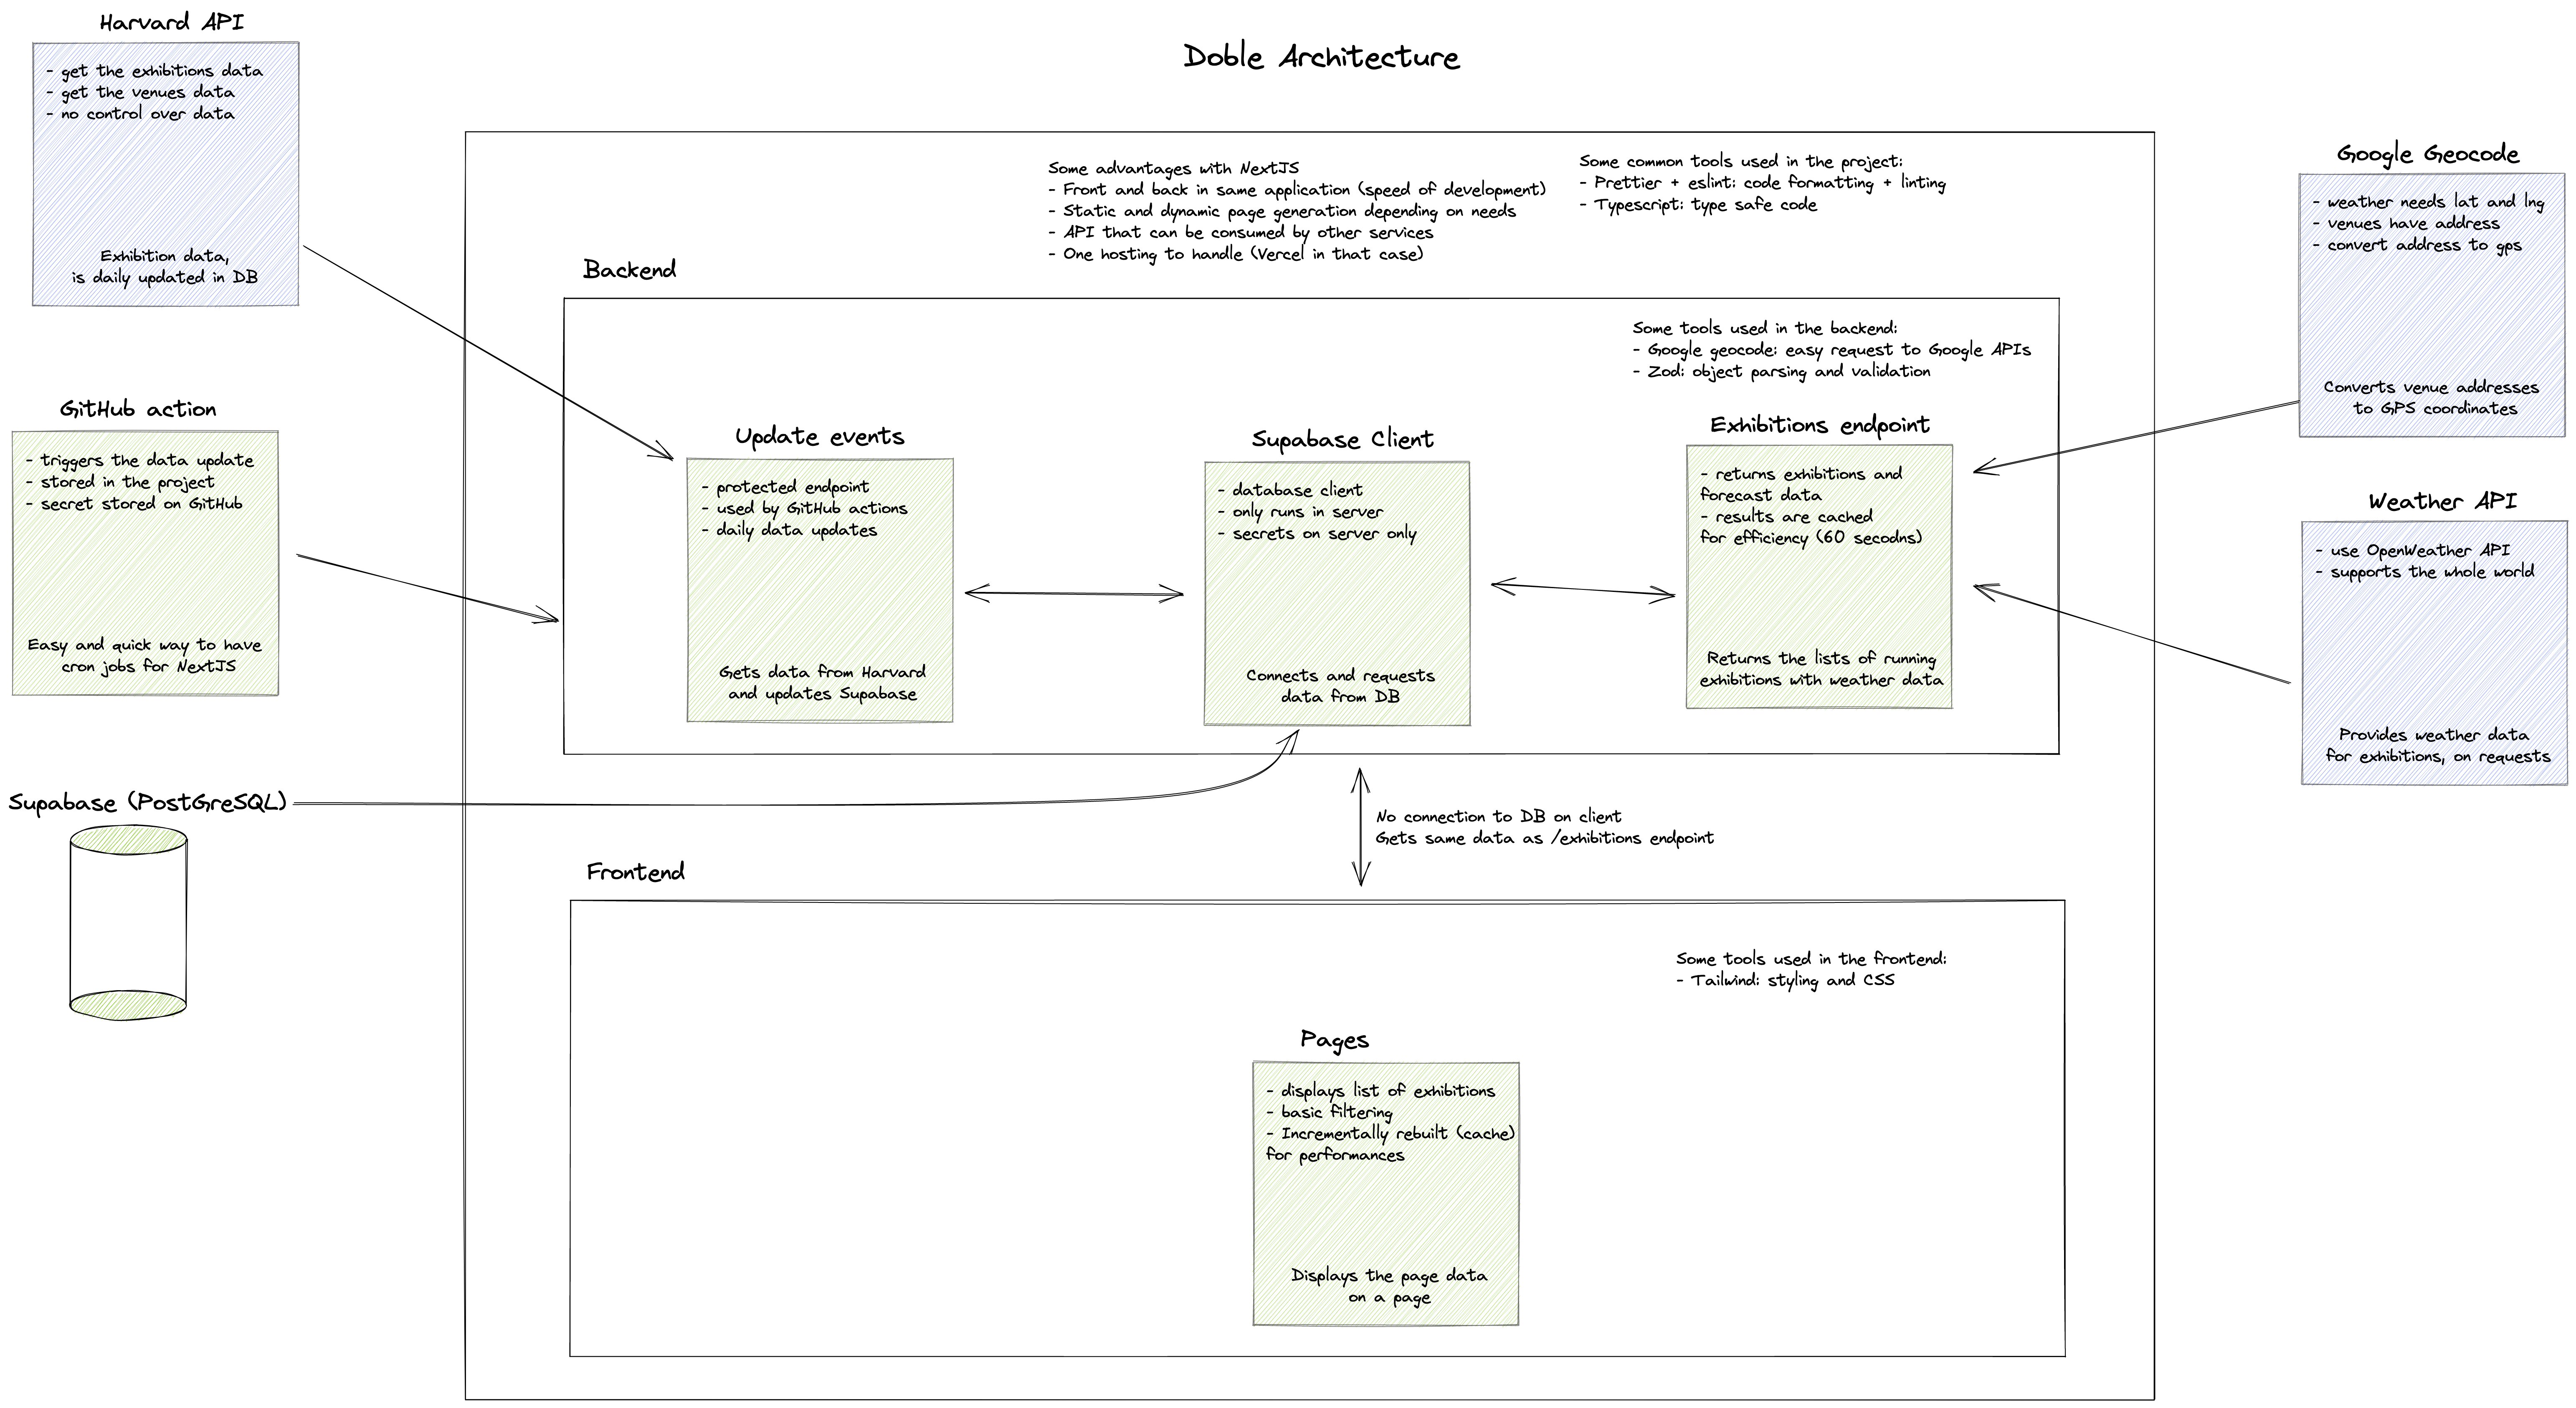 Doble Architecture
Harvard API
- get the exhibitions data
- get the venues data
- no control over data
Exhibition data,
is daily updated in DB
GitHub action
- triggers the data update
- stored in the project
- secret stored on GitHub
Easy and quick way to have
cron jobs for NextJS
Supabase (PostGreSQL)
Some advantages with NextJS
- Front and back in same application (speed of development)
- Static and dynamic page generation depending on needs
- API that can be consumed by other services
- One hosting to handle (Vercel in that case)
Some common tools used in the project:
- Prettier + eslint: code formatting + linting
- Typescript: type safe code
Backend
Some tools used in the backend:
- Google geocode: easy request to Google APIs
- Zod: object parsing and validation
Update events
- protected endpoint
- used by GitHub actions
- daily data updates
Gets data from Harvard
and updates Supabase
Supabase Client
- database client
- only runs in server
- secrets on server only
Connects and requests
data from DB
Exhibitions endpoint
- returns exhibitions and
forecast data
- results are cached
for efficiency (60 secodns)
Returns the lists of running
exhibitions with weather data
Google Geocode
- weather needs lat and lng
- venues have address
- convert address to gps
Converts venue addresses
to GPS coordinates
Weather API
- use OpenWeather API
- supports the whole world
Provides weather data
for exhibitions, on requests
No connection to DB on client
Gets same data as /exhibitions endpoint
Frontend
Some tools used in the frontend:
- Tailwind: styling and CSS
Pages
- displays list of exhibitions
- basic filtering
- Incrementally rebuilt (cache)
for performances
Displays the page data
on a page